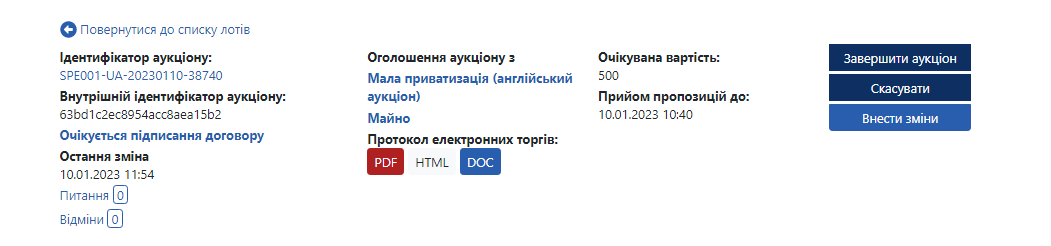 Повернутися до списку лотів
Ідентифікатор аукціону:
SPE001-UA-20230110-38740
Внутрішній ідентифікатор аукціону:
63bd1c2ec8954acc8aea15b2
Очікується підписання договору
Остання зміна
10.01.2023 11:54
Питання 0
Відміни 0
Оголошення аукціону з
Мала приватизація (англійський
аукціон)
Майно
Протокол електронних торгів:
PDF HTML DOC
Очікувана вартість:
500
Прийом пропозицій до:
10.01.2023 10:40
Завершити аукціон
Скасувати
Внести зміни